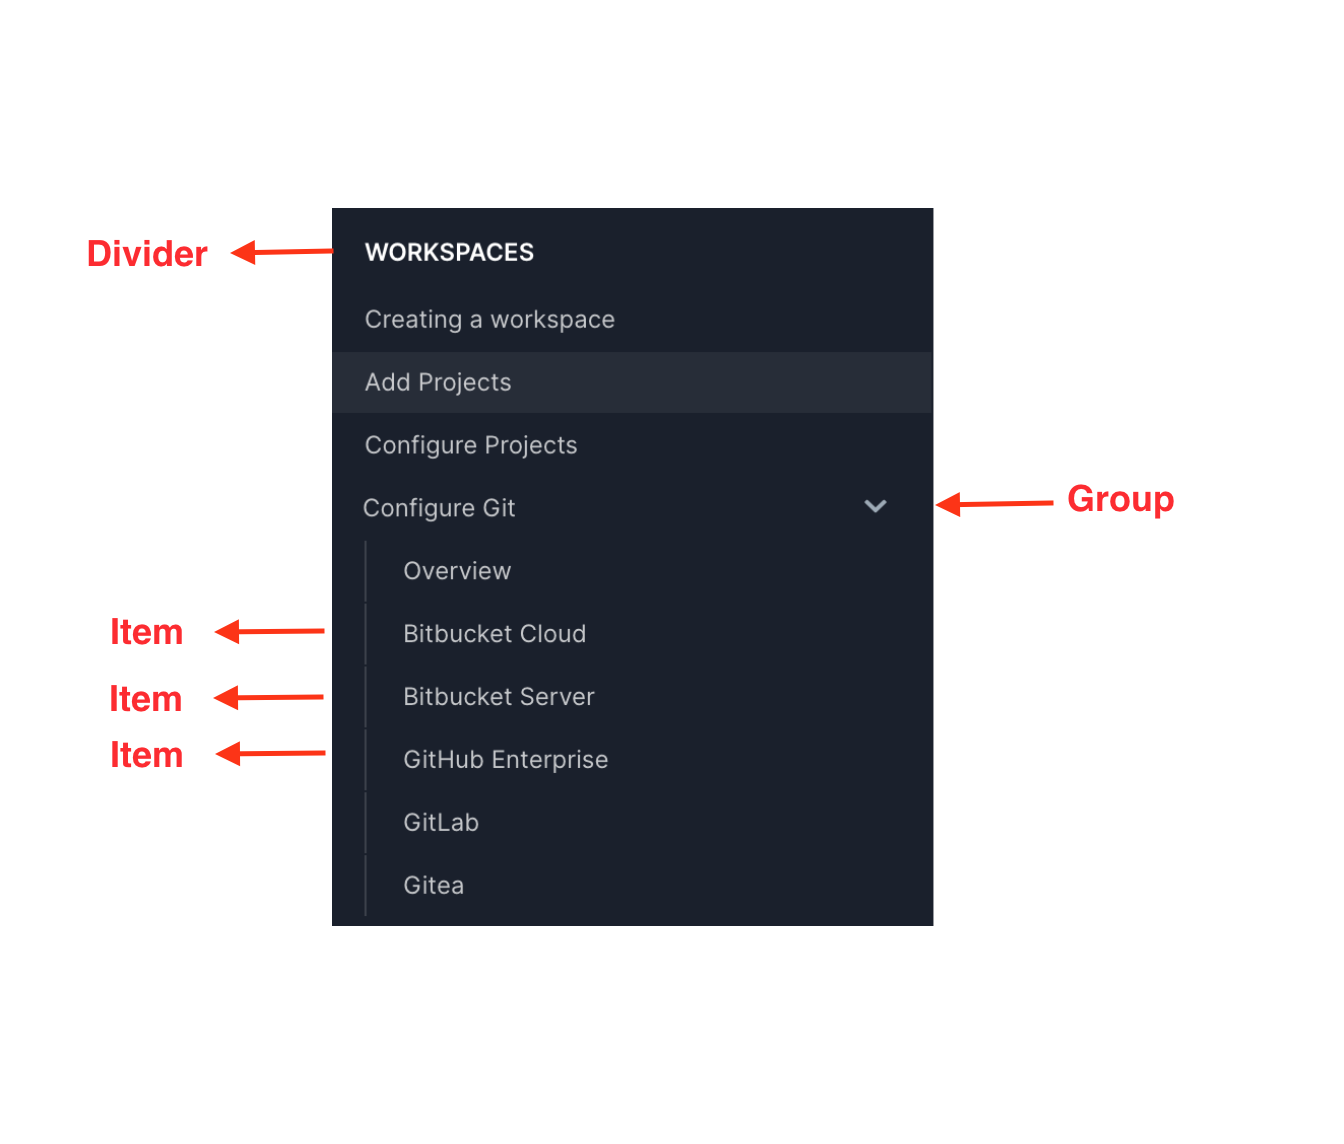 Divider
WORKSPACES
Creating a workspace
Add Projects
Configure Projects
Configure Git
Group
Overview
Item
Bitbucket Cloud
Item
Bitbucket Server
Item
GitHub Enterprise
GitLab
Gitea